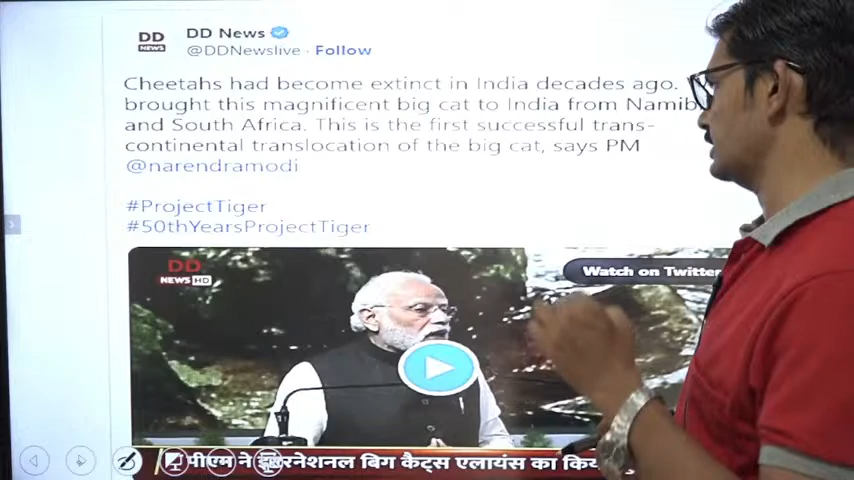 DD News
DD
NEWS
@DDNewslive · Follow
Cheetahs had become extinct in India decades ago.
brought this magnificent big cat to India from
and South Africa. This is the first successful trans-
continental translocation of the big cat, says PM
@narendramodi
#ProjectTiger
#50thYearsProjectTiger
DD
NEWS HD
Watch on Twitter
पीएम ने इंटरनेशनल बिग कैट्स एलायंस का